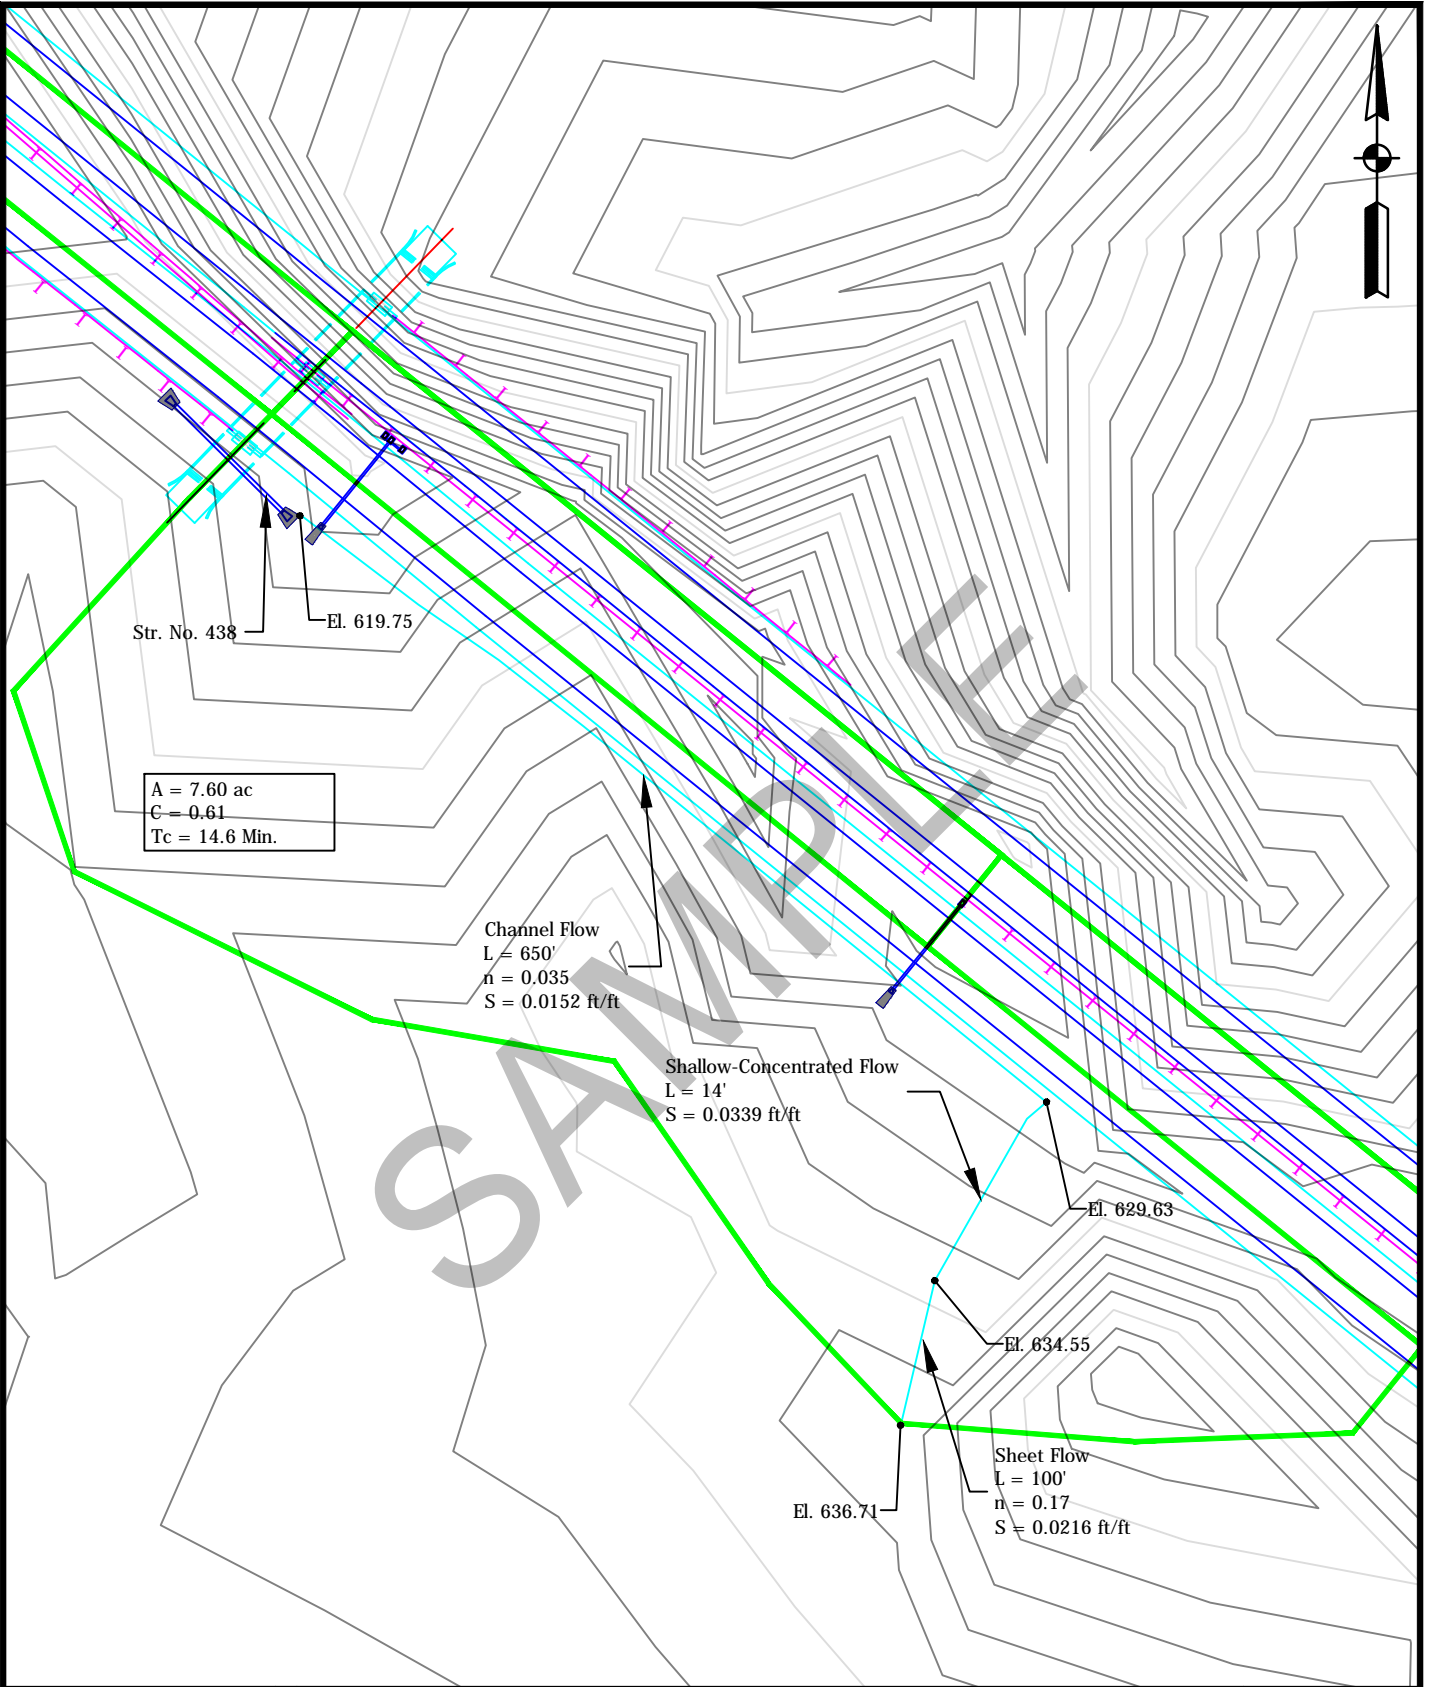 Str. No. 438
El. 619.75
A = 7.60 ac
C = 0.61
Tc = 14.6 Min.
Channel Flow
L = 650'
n = 0.035
S = 0.0152 ft/ft
Shallow-Concentrated Flow
L = 14'
S = 0.0339 ft/ft
El. 629.63
El. 634.55
Sheet Flow
L = 100'
n = 0.17
S = 0.0216 ft/ft
El. 636.71
SAMPLE